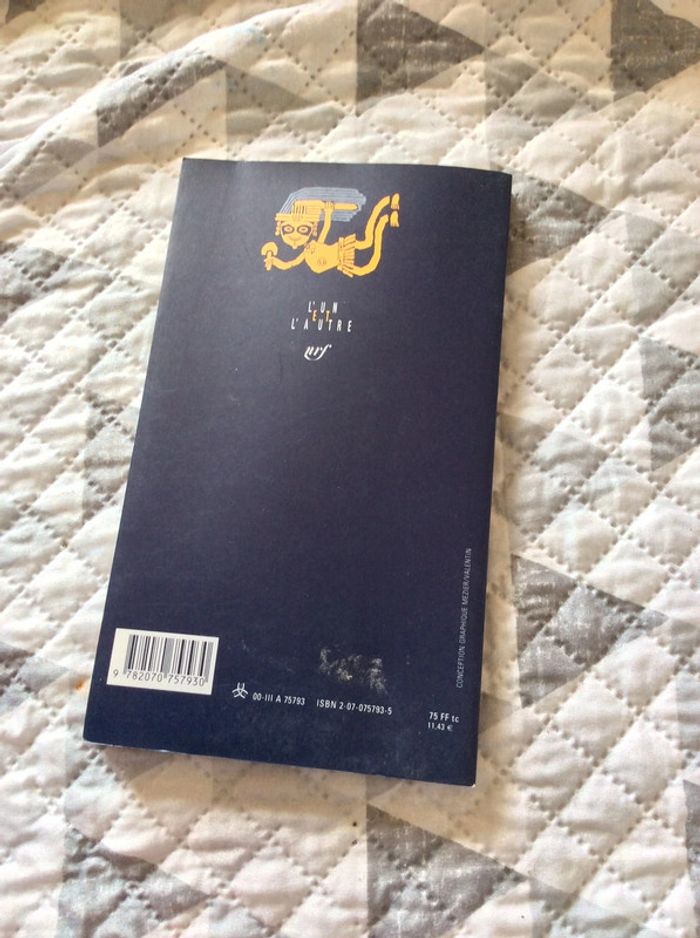 L'UN
ET
L'AUTRE
nrf
CONCEPTION GRAPHIQUE MEZIER/VALENTIN
9 782070 757930
00-III A 75793 ISBN 2-07-075793-5
75 FF tc
11.43 €